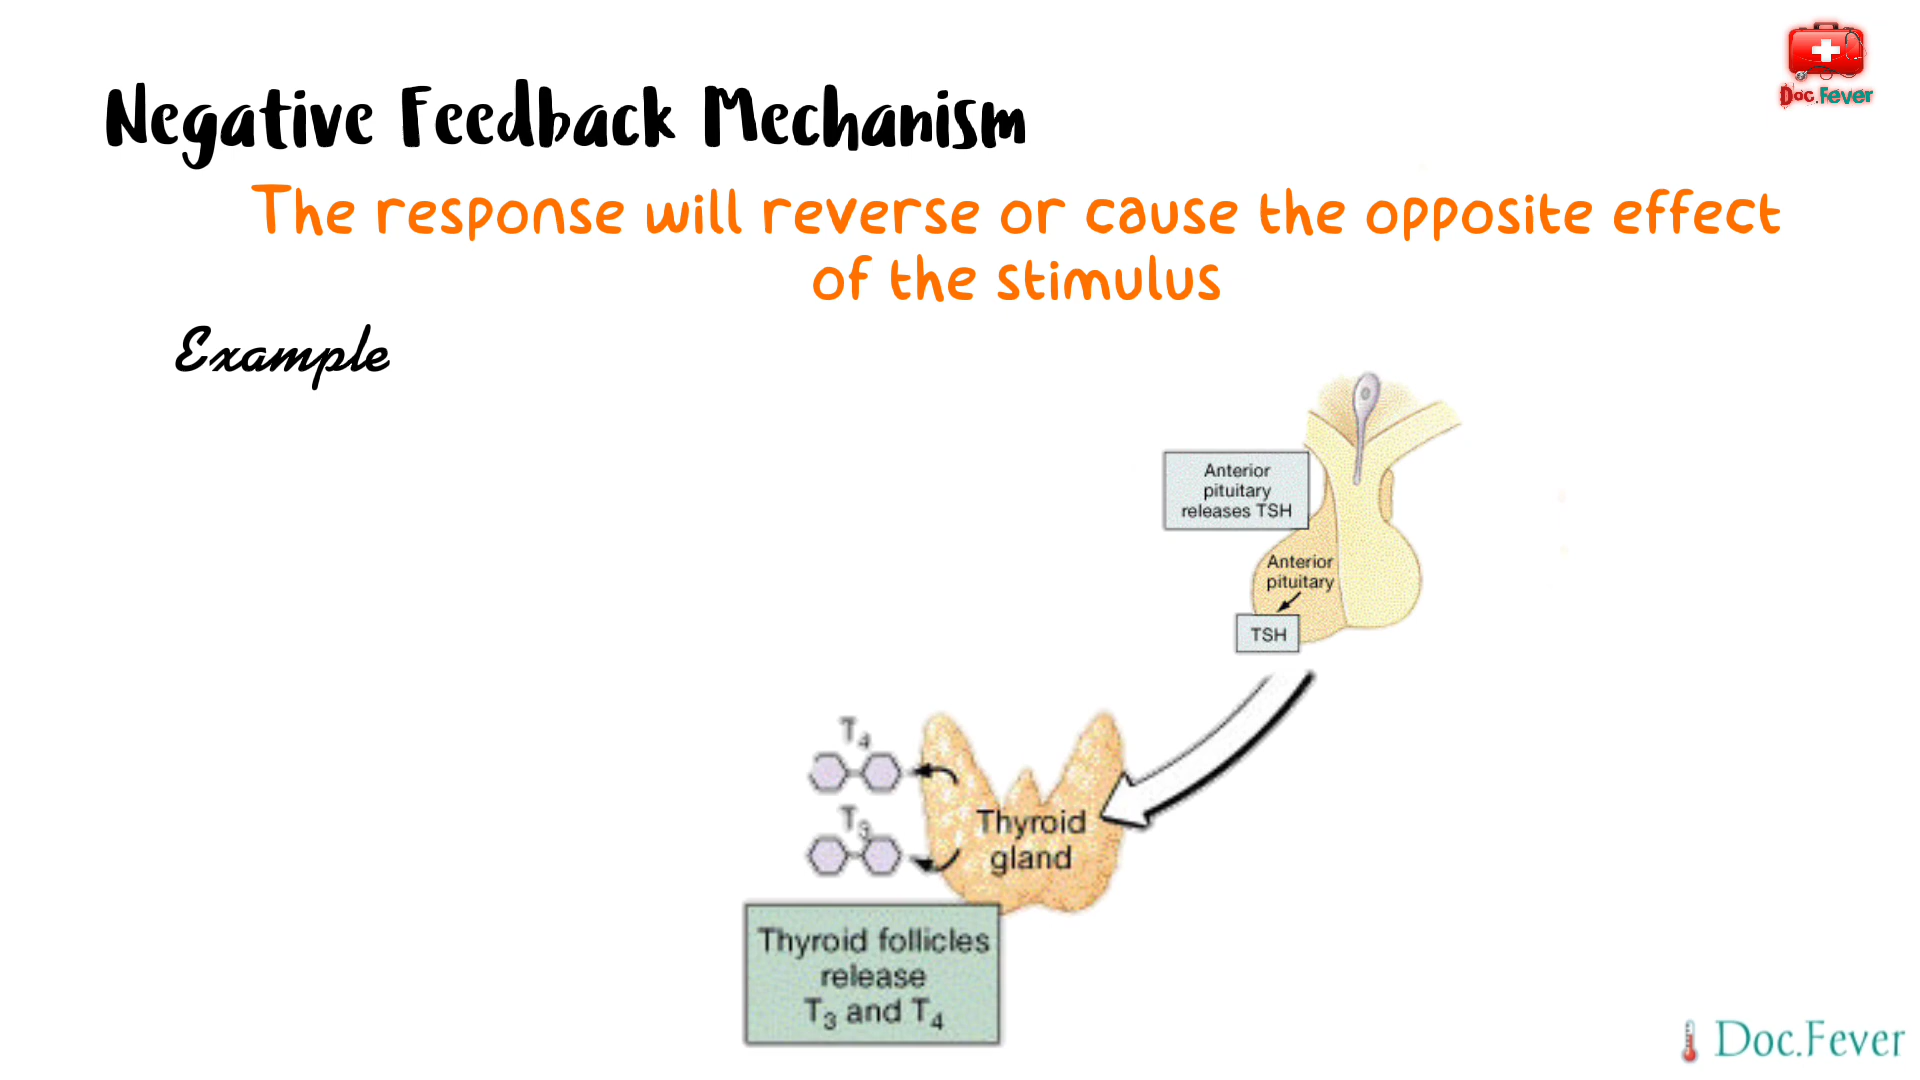 Doc.Fever
Negative Feedback Mechanism
The response will reverse or cause the opposite effect
of the stimulus
Example
Anterior
pituitary
releases TSH
Anterior
pituitary
TSH
T4
T3
Thyroid
gland
Thyroid follicles
release
T3 and T4
Doc.Fever